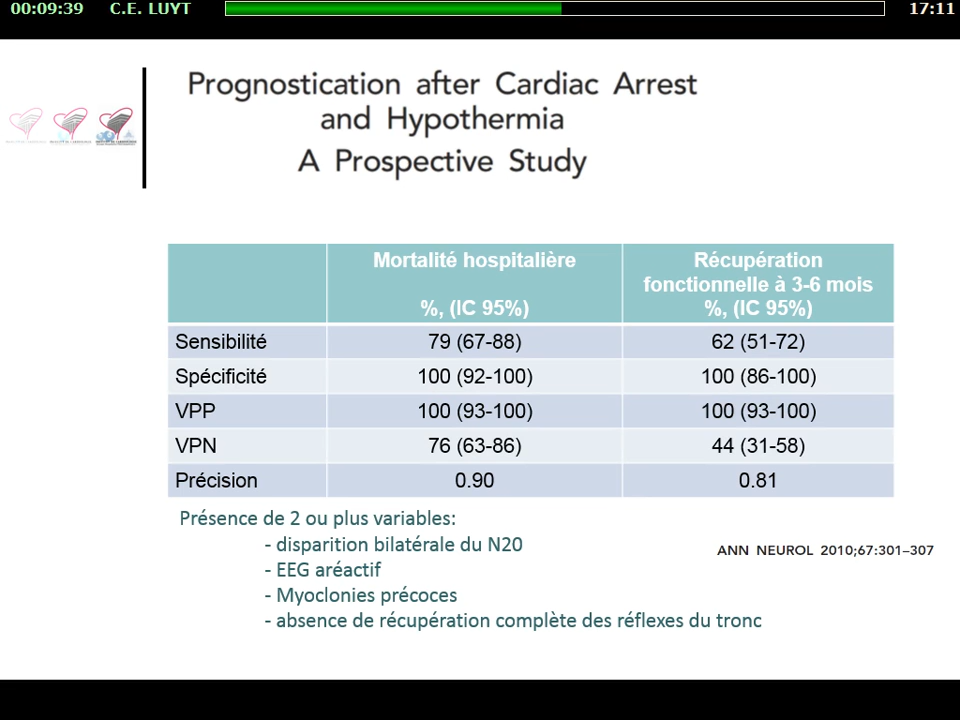 00:09:39 C.E. LUYT 17:11
Prognostication after Cardiac Arrest
and Hypothermia
A Prospective Study
Mortalité hospitalière
%, (IC 95%)
Récupération
fonctionnelle à 3-6 mois
%, (IC 95%)
Sensibilité 79 (67-88) 62 (51-72)
Spécificité 100 (92-100) 100 (86-100)
VPP 100 (93-100) 100 (93-100)
VPN 76 (63-86) 44 (31-58)
Précision 0.90 0.81
Présence de 2 ou plus variables:
- disparition bilatérale du N20
- EEG aréactif
- Myoclonies précoces
- absence de récupération complète des réflexes du tronc
ANN NEUROL 2010;67:301–307